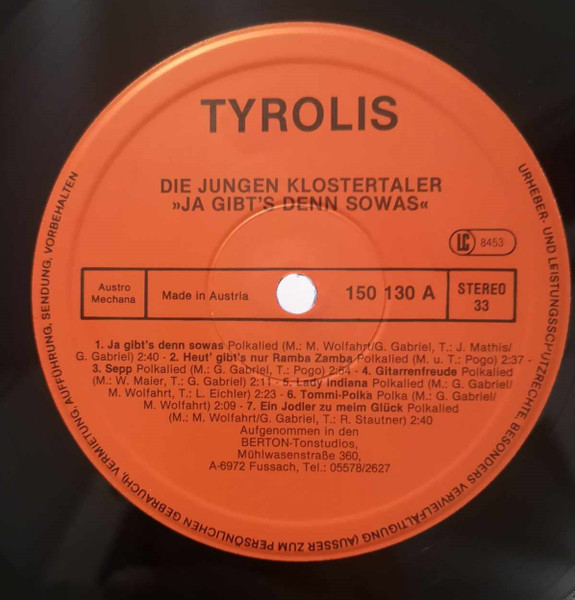 TYROLIS
DIE JUNGEN KLOSTERTALER
»JA GIBT'S DENN SOWAS«
LC 8453
Austro
Mechana
Made in Austria
150 130 A
STEREO
33
1. Ja gibt's denn sowas Polkalied (M.: M. Wolfahrt/G. Gabriel, T.: J. Mathis/
G. Gabriel) 2:40 - 2. Heut' gibt's nur Ramba Zamba Polkalied (M. u. T.: Pogo) 2:37 -
3. Sepp Polkalied (M.: G. Gabriel, T.: Pogo) 2:54 - 4. Gitarrenfreude Polkalied
(M.: W. Maier, T.: G. Gabriel) 2:11 - 5. Lady Indiana Polkalied (M.: G. Gabriel/
M. Wolfahrt, T.: L. Eichler) 2:23 - 6. Tommi-Polka Polka (M.: G. Gabriel/
M. Wolfahrt) 2:09 - 7. Ein Jodler zu meim Glück Polkalied
(M.: M. Wolfahrt/G. Gabriel, T.: R. Stautner) 2:40
Aufgenommen in den
BERTON-Tonstudios,
Mühlwasenstraße 360,
A-6972 Fussach, Tel.: 05578/2627
URHEBER- UND LEISTUNGSSCHUTZRECHTE BESONDERS VERVIELFÄLTIGUNG (AUSSER ZUM PERSÖNLICHEN GEBRAUCH), VERMIETUNG, AUFFÜHRUNG, SENDUNG, VORBEHALTEN